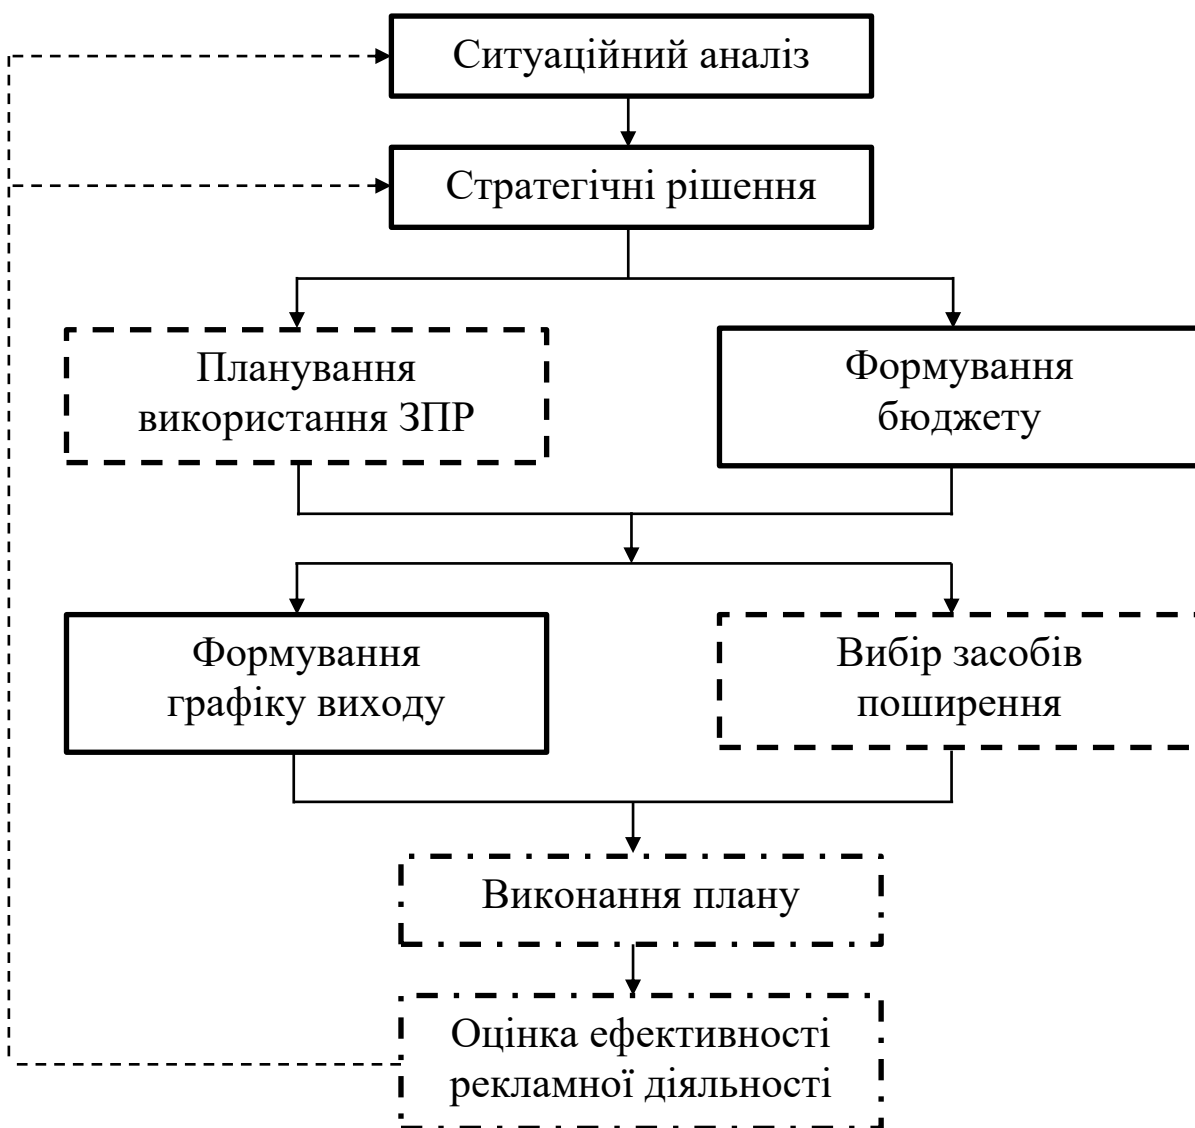 Ситуаційний аналіз
Стратегічні рішення
Планування
використання ЗПР
Формування
бюджету
Формування
графіку виходу
Вибір засобів
поширення
Виконання плану
Оцінка ефективності
рекламної діяльності